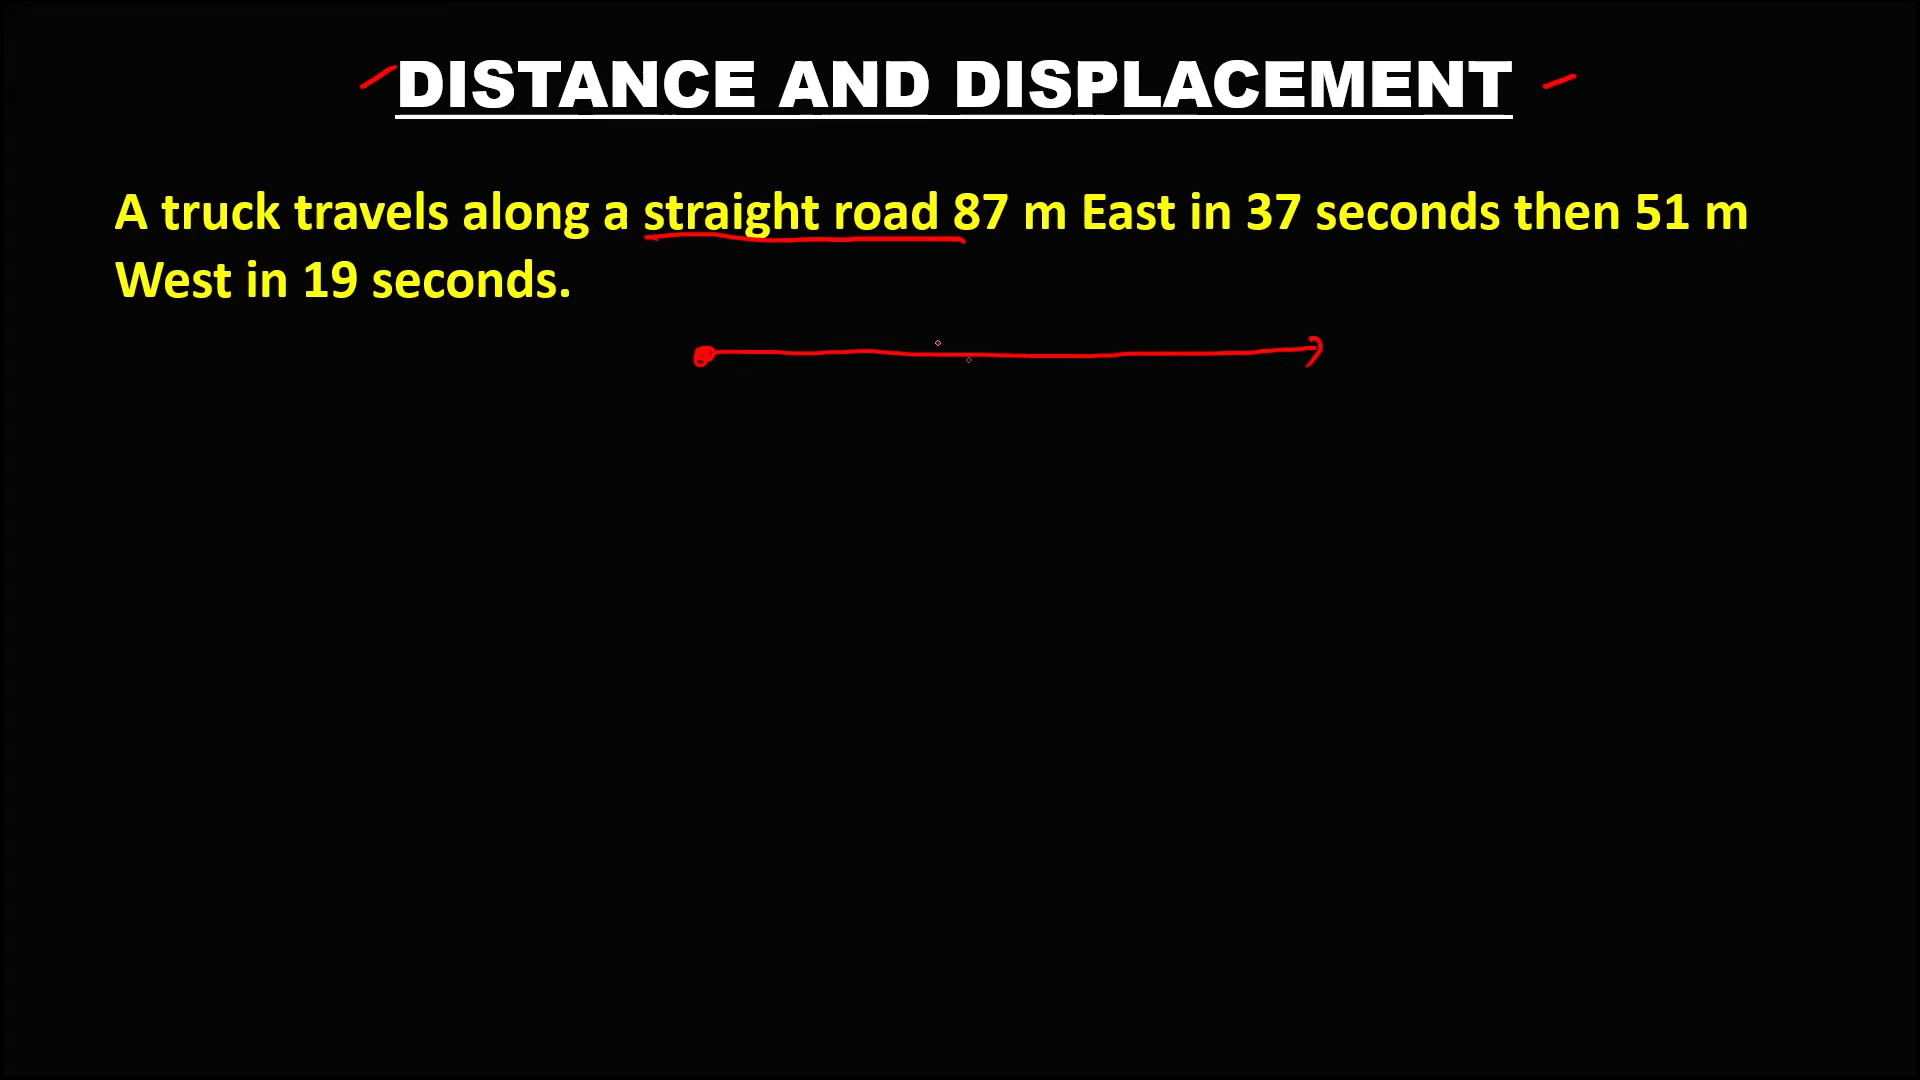 DISTANCE AND DISPLACEMENT
A truck travels along a straight road 87 m East in 37 seconds then 51 m
West in 19 seconds.